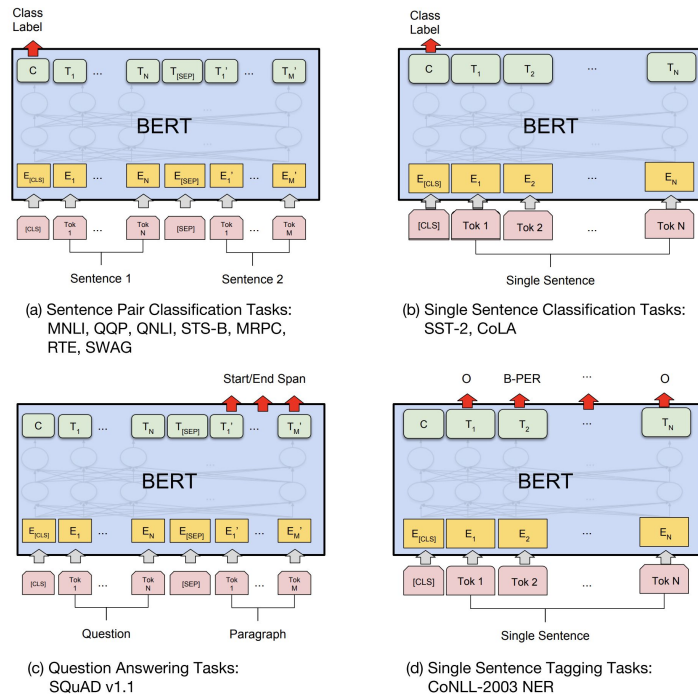 Class
Label
C T1 ... TN T[SEP] T1' ... TM'
BERT
E[CLS] E1 ... EN E[SEP] E1' ... EM'
[CLS] Tok 1 ... Tok N [SEP] Tok 1 ... Tok M
Sentence 1 Sentence 2
(a) Sentence Pair Classification Tasks:
MNLI, QQP, QNLI, STS-B, MRPC,
RTE, SWAG
Class
Label
C T1 T2 ... TN
BERT
E[CLS] E1 E2 ... EN
[CLS] Tok 1 Tok 2 ... Tok N
Single Sentence
(b) Single Sentence Classification Tasks:
SST-2, CoLA
Start/End Span
C T1 ... TN T[SEP] T1' ... TM'
BERT
E[CLS] E1 ... EN E[SEP] E1' ... EM'
[CLS] Tok 1 ... Tok N [SEP] Tok 1 ... Tok M
Question Paragraph
(c) Question Answering Tasks:
SQuAD v1.1
O B-PER ... O
C T1 T2 ... TN
BERT
E[CLS] E1 E2 ... EN
[CLS] Tok 1 Tok 2 ... Tok N
Single Sentence
(d) Single Sentence Tagging Tasks:
CoNLL-2003 NER